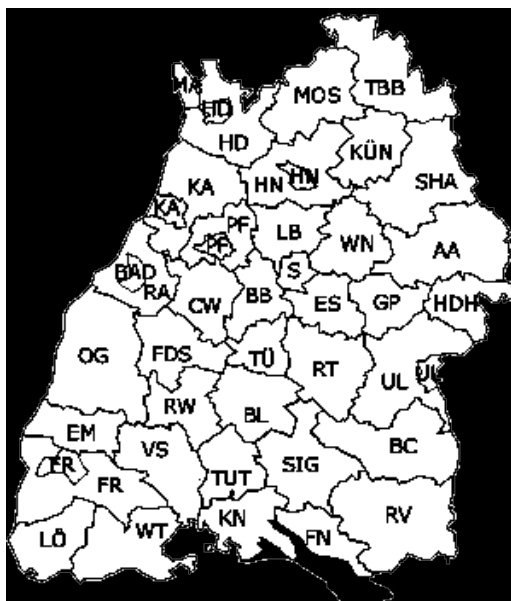 MA
TBB
MOS
HD
HD
KÜN
HN
HN
SHA
KA
KA
PF
PF
LB
WN
AA
BAD
RA
S
CW
BB
ES
GP
HDH
OG
FDS
TÜ
RT
UL
UL
RW
BL
EM
VS
BC
FR
FR
TUT
SIG
LÖ
WT
KN
FN
RV